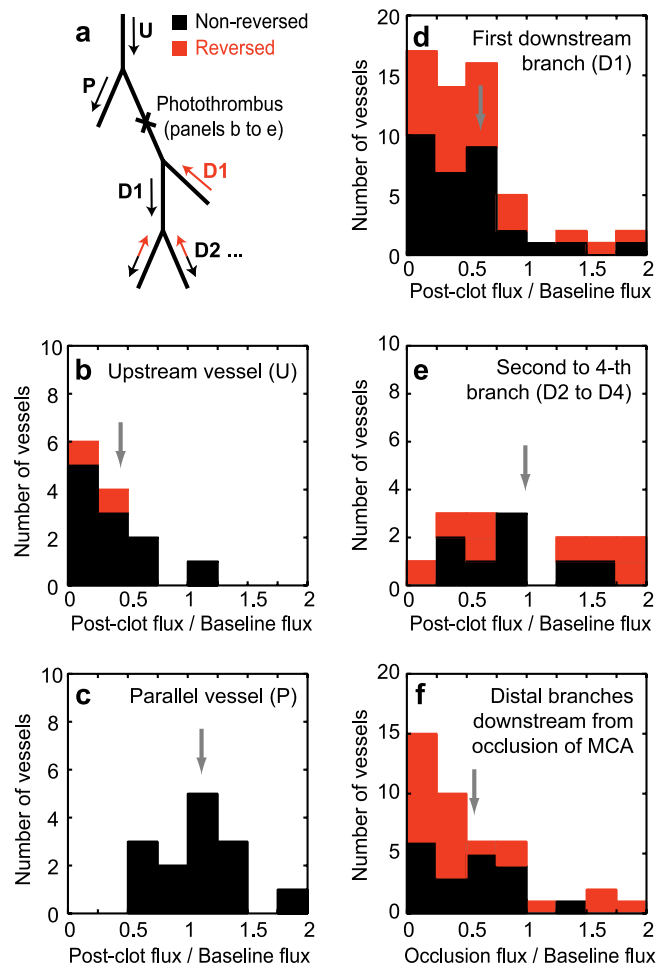 a
U
Non-reversed
Reversed
P
Photothrombus
(panels b to e)
D1
D1
D2 ...
d
First downstream
branch (D1)
Number of vessels
20
15
10
5
0
0 0.5 1 1.5 2
Post-clot flux / Baseline flux
b
Upstream vessel (U)
Number of vessels
10
8
6
4
2
0
0 0.5 1 1.5 2
Post-clot flux / Baseline flux
e
Second to 4-th
branch (D2 to D4)
Number of vessels
10
8
6
4
2
0
0 0.5 1 1.5 2
Post-clot flux / Baseline flux
c
Parallel vessel (P)
Number of vessels
10
8
6
4
2
0
0 0.5 1 1.5 2
Post-clot flux / Baseline flux
f
Distal branches
downstream from
occlusion of MCA
Number of vessels
20
15
10
5
0
0 0.5 1 1.5 2
Occlusion flux / Baseline flux